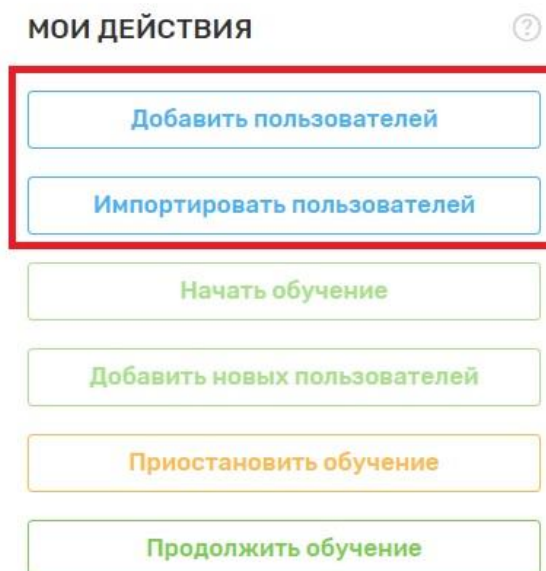 МОИ ДЕЙСТВИЯ ?
Добавить пользователей
Импортировать пользователей
Начать обучение
Добавить новых пользователей
Приостановить обучение
Продолжить обучение